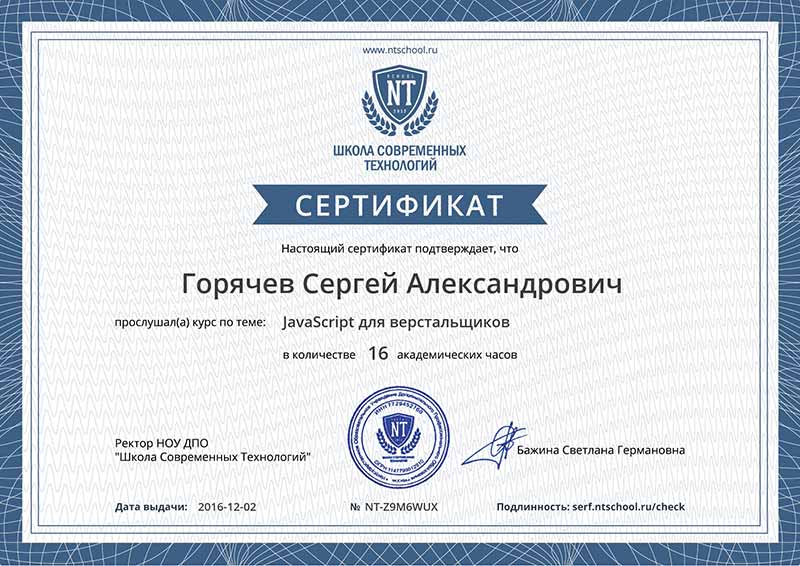 www.ntschool.ru
SCHOOL
NT
2012
ШКОЛА СОВРЕМЕННЫХ
ТЕХНОЛОГИЙ
СЕРТИФИКАТ
Настоящий сертификат подтверждает, что
Горячев Сергей Александрович
прослушал(а) курс по теме: JavaScript для верстальщиков
в количестве 16 академических часов
NT
Ректор НОУ ДПО
"Школа Современных Технологий"
Бажина Светлана Германовна
Дата выдачи: 2016-12-02 № NT-Z9M6WUX Подлинность: serf.ntschool.ru/check